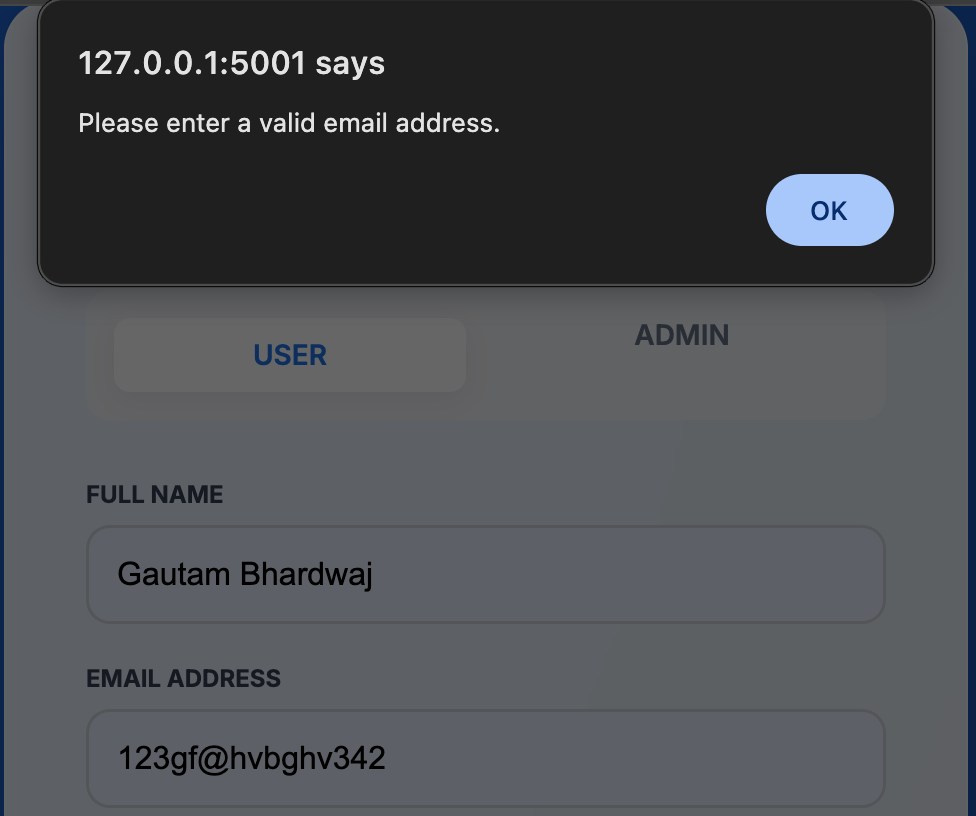 127.0.0.1:5001 says
Please enter a valid email address.
OK
USER
ADMIN
FULL NAME
Gautam Bhardwaj
EMAIL ADDRESS
123gf@hvbghv342